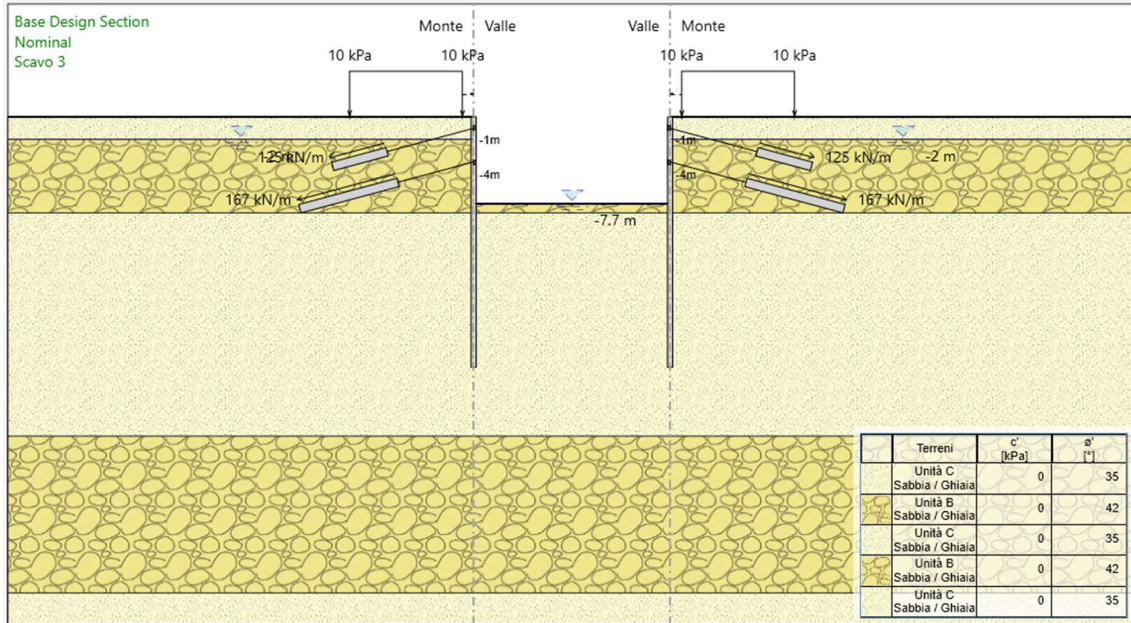 Base Design Section
Nominal
Scavo 3
Monte Valle Valle Monte
10 kPa 10 kPa 10 kPa 10 kPa
-1m -1m
125 kN/m -2 m 125 kN/m -2 m
-4m -4m
167 kN/m 167 kN/m
-7.7 m
Terreni c' ø'
[kPa] [°]
Unità C
Sabbia / Ghiaia 0 35
Unità B
Sabbia / Ghiaia 0 42
Unità C
Sabbia / Ghiaia 0 35
Unità B
Sabbia / Ghiaia 0 42
Unità C
Sabbia / Ghiaia 0 35